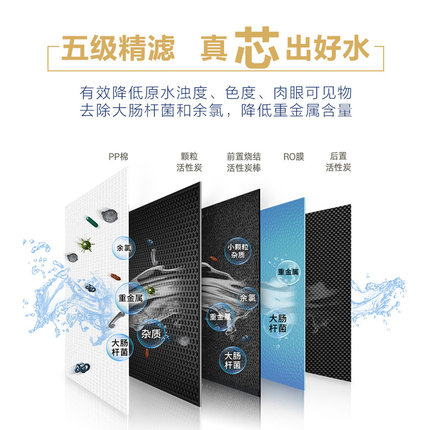 五级精滤 真芯出好水
有效降低原水浊度、色度、肉眼可见物
去除大肠杆菌和余氯，降低重金属含量
PP棉
颗粒
活性炭
前置烧结
活性炭棒
RO膜
后置
活性炭
余氯
重金属
杂质
大肠
杆菌
小颗粒
杂质
余氯
重金属
大肠
杆菌
重金属
大肠
杆菌